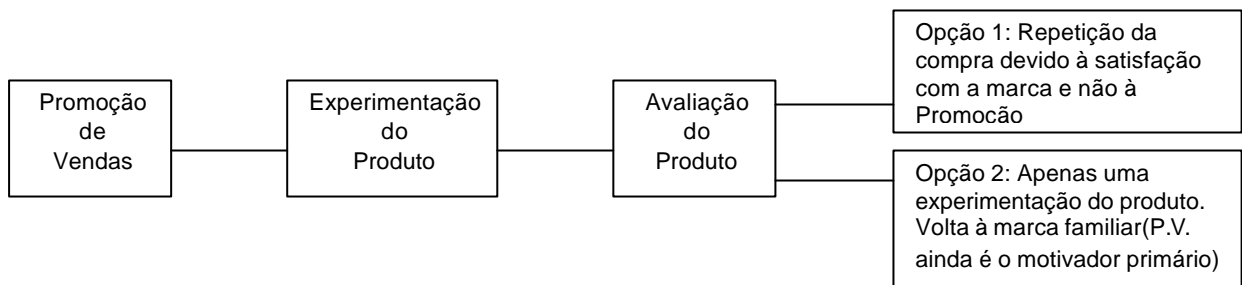 Promoção
de
Vendas
Experimentação
do
Produto
Avaliação
do
Produto
Opção 1: Repetição da
compra devido à satisfação
com a marca e não à
Promocão
Opção 2: Apenas uma
experimentação do produto.
Volta à marca familiar(P.V.
ainda é o motivador primário)